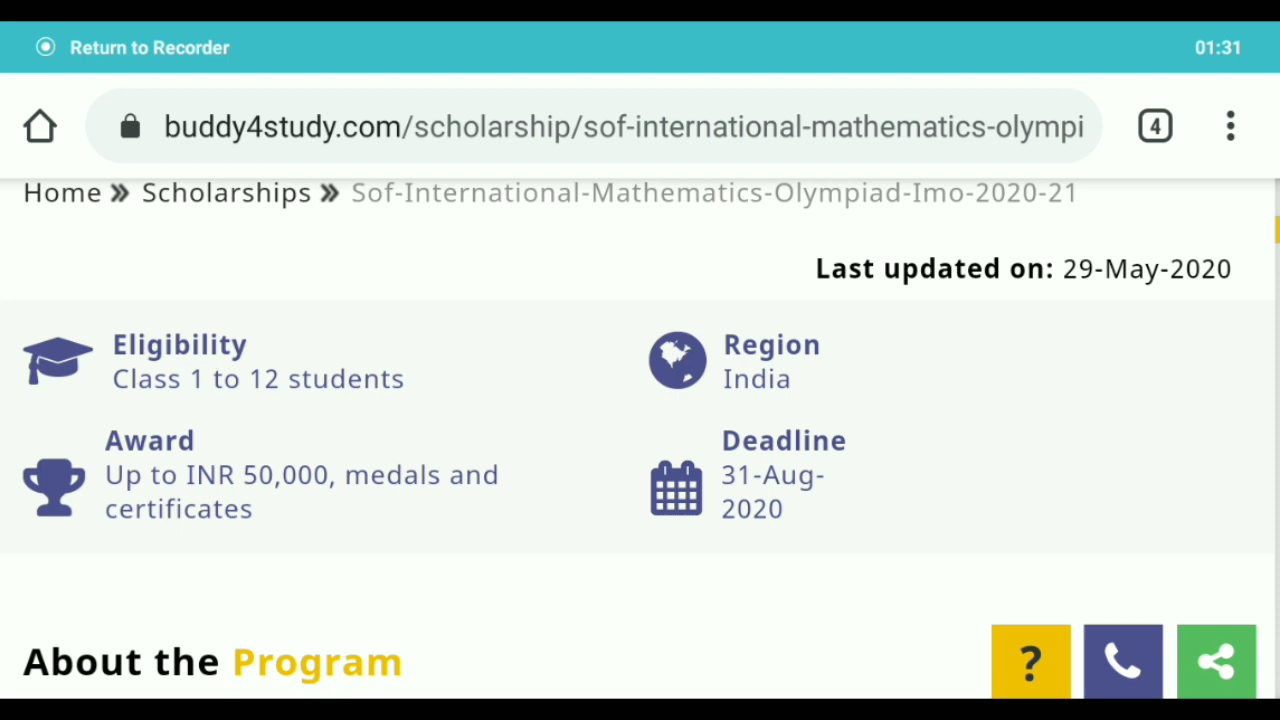 Return to Recorder 01:31
buddy4study.com/scholarship/sof-international-mathematics-olympi 4
Home » Scholarships » Sof-International-Mathematics-Olympiad-Imo-2020-21
Last updated on: 29-May-2020
Eligibility
Class 1 to 12 students
Region
India
Award
Up to INR 50,000, medals and
certificates
Deadline
31-Aug-
2020
About the Program ?